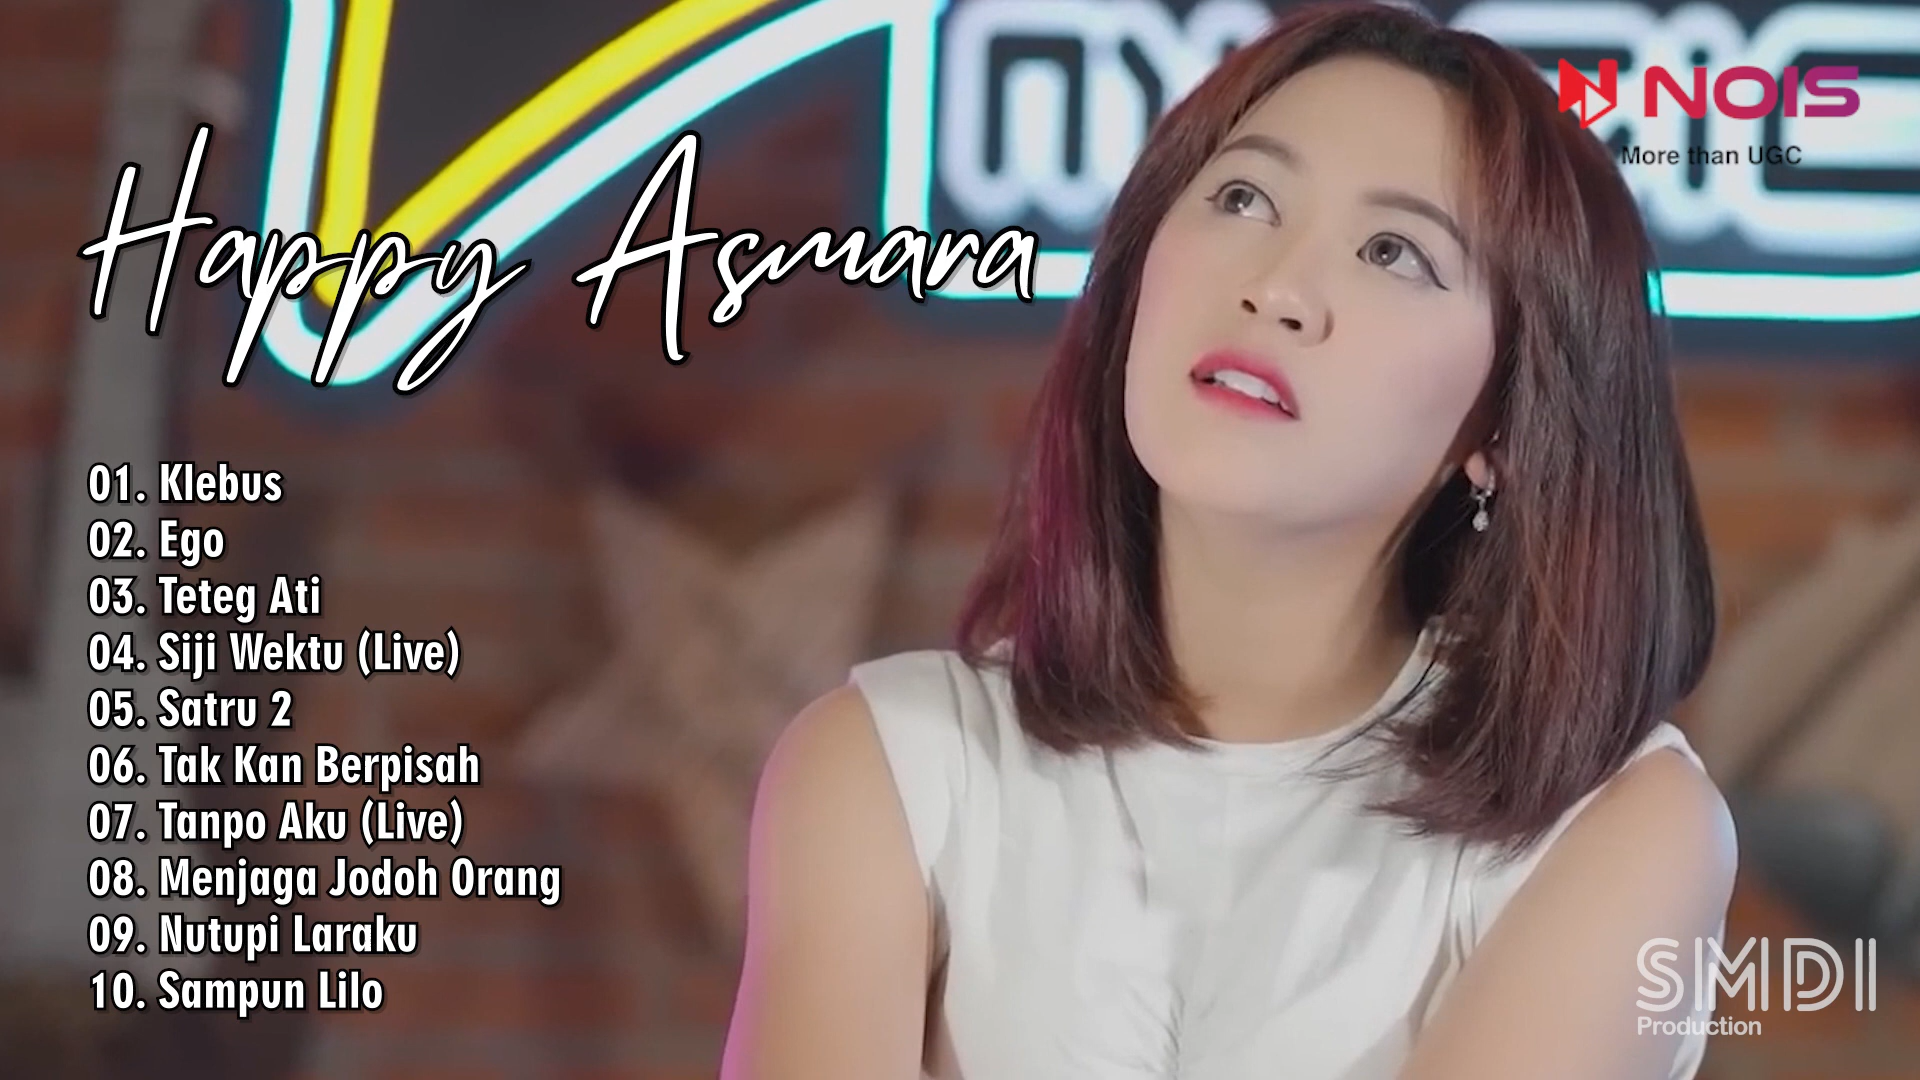 NOIS
More than UGC
Happy Asmara
01. Klebus
02. Ego
03. Teteg Ati
04. Siji Wektu (Live)
05. Satru 2
06. Tak Kan Berpisah
07. Tanpo Aku (Live)
08. Menjaga Jodoh Orang
09. Nutupi Laraku
10. Sampun Lilo
SMDI
Production